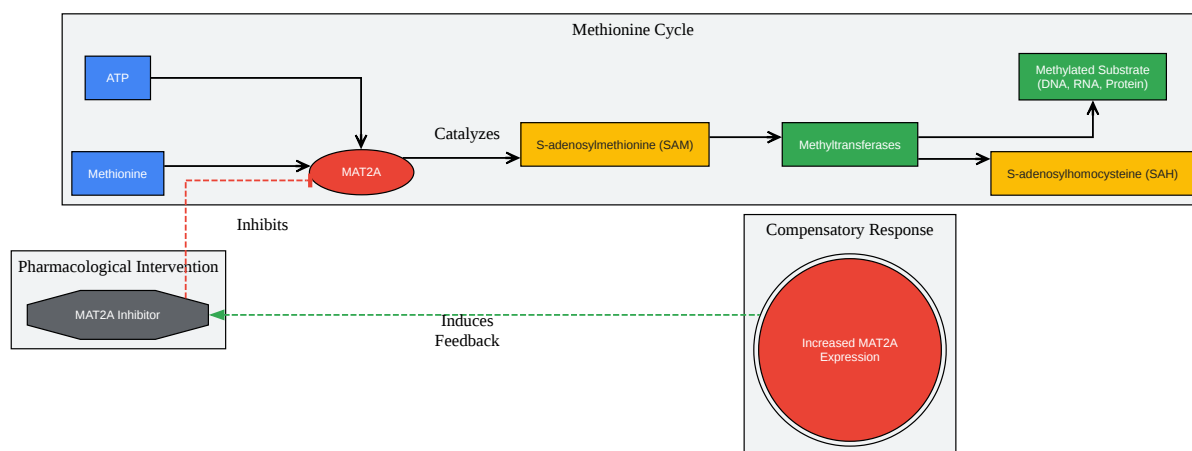 Methionine Cycle
ATP
Methylated Substrate
(DNA, RNA, Protein)
Catalyzes
S-adenosylmethionine (SAM)
Methyltransferases
Methionine
MAT2A
S-adenosylhomocysteine (SAH)
Inhibits
Compensatory Response
Pharmacological Intervention
MAT2A Inhibitor
Induces
Feedback
Increased MAT2A
Expression